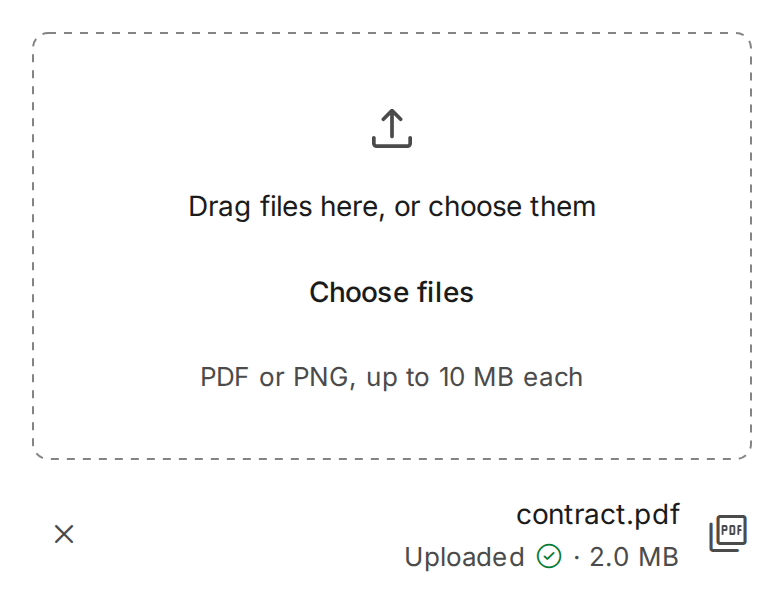 Drag files here, or choose them
Choose files
PDF or PNG, up to 10 MB each
contract.pdf
PDF
Uploaded · 2.0 MB